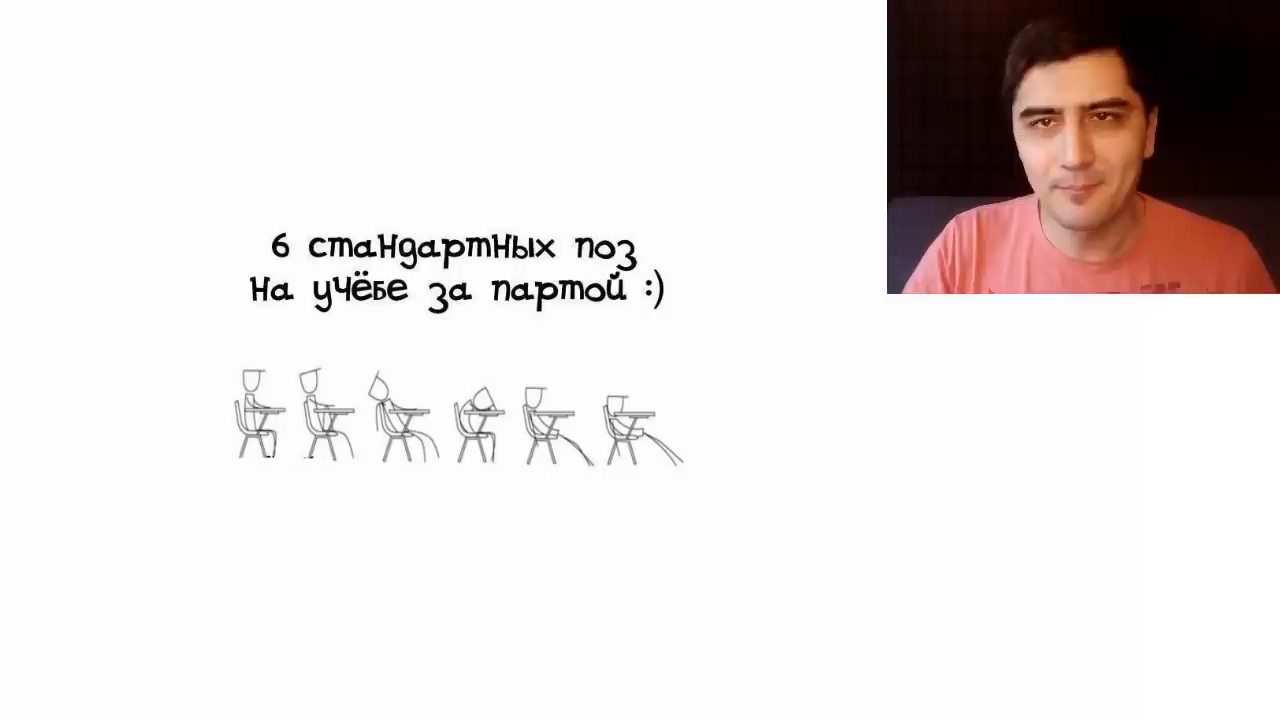 6 стандартных поз
на учёбе за партой :)